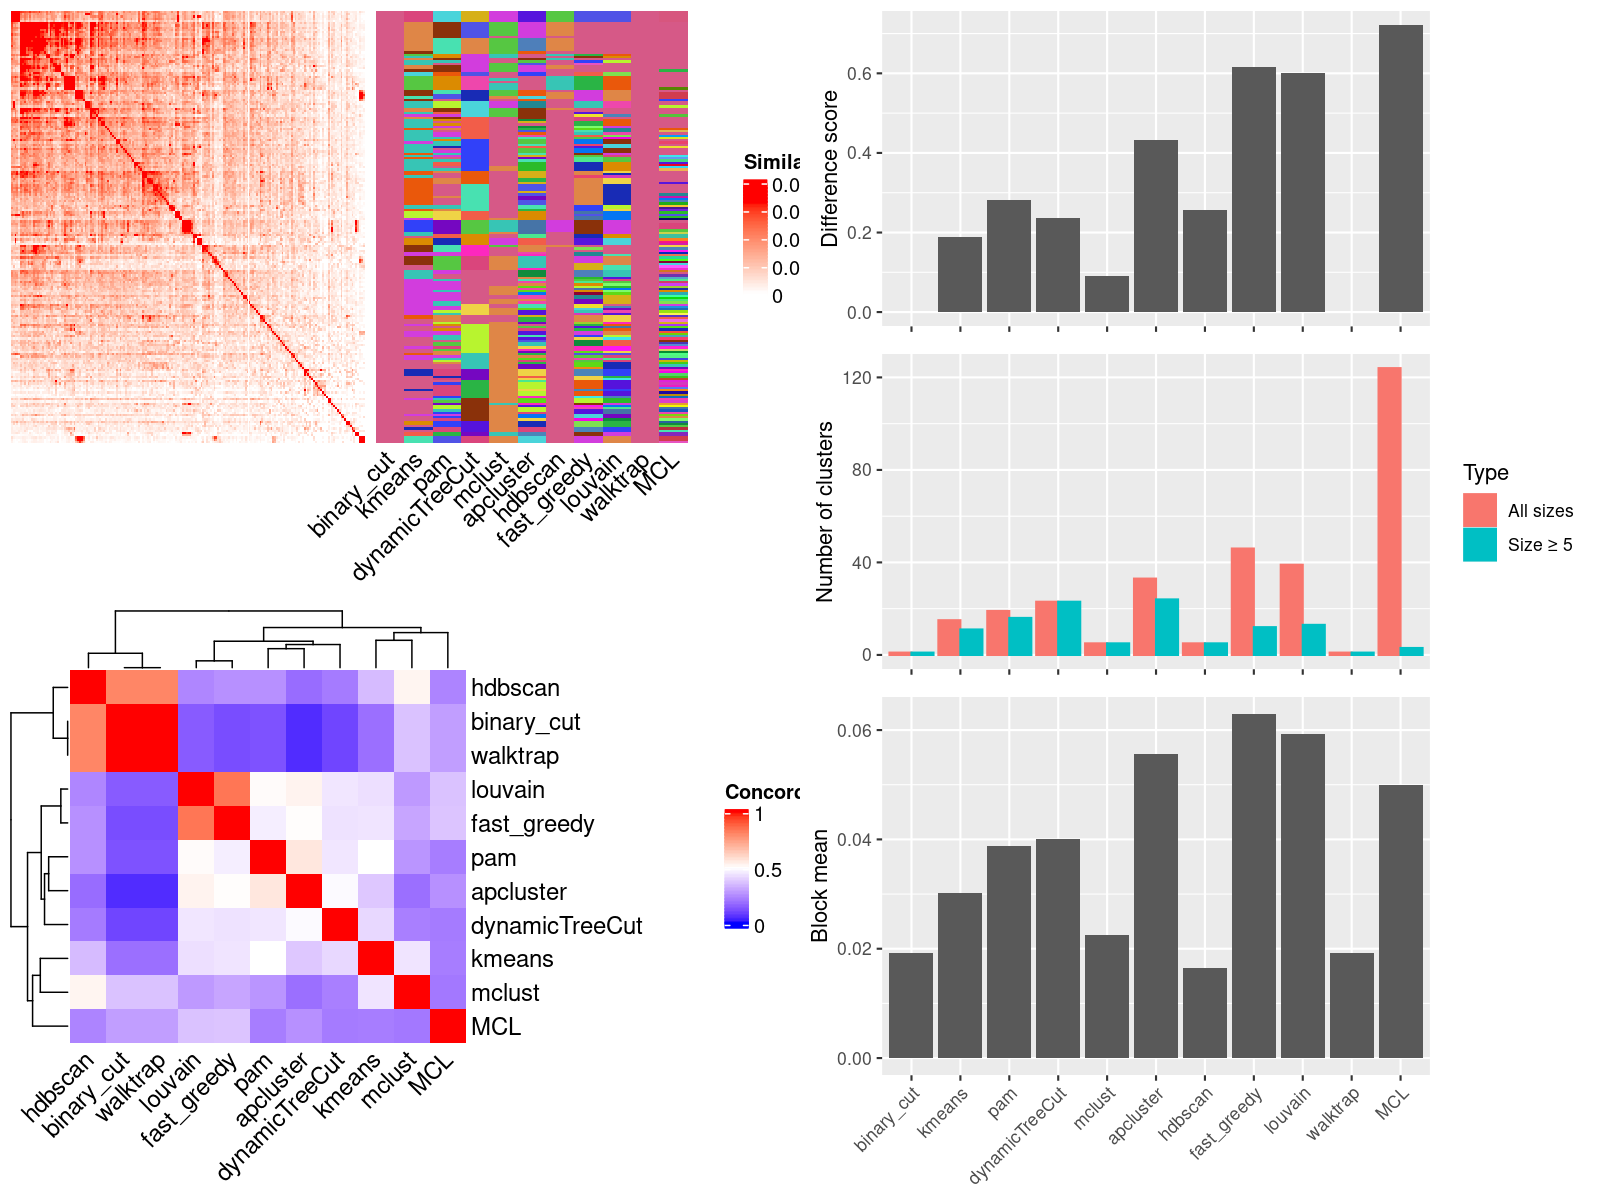 Simila
0.0
0.0
0.0
0.0
0
binary_cut
kmeans
pam
dynamicTreeCut
mclust
apcluster
hdbscan
fast_greedy
louvain
walktrap
MCL
hdbscan
binary_cut
walktrap
louvain
fast_greedy
pam
apcluster
dynamicTreeCut
kmeans
mclust
MCL
hdbscan
binary_cut
walktrap
louvain
fast_greedy
pam
apcluster
dynamicTreeCut
kmeans
mclust
MCL
Concord
1
0.5
0
Difference score
0.6
0.4
0.2
0.0
Number of clusters
120
80
40
0
Type
All sizes
Size ≥ 5
Block mean
0.06
0.04
0.02
0.00
binary_cut
kmeans
pam
dynamicTreeCut
mclust
apcluster
hdbscan
fast_greedy
louvain
walktrap
MCL